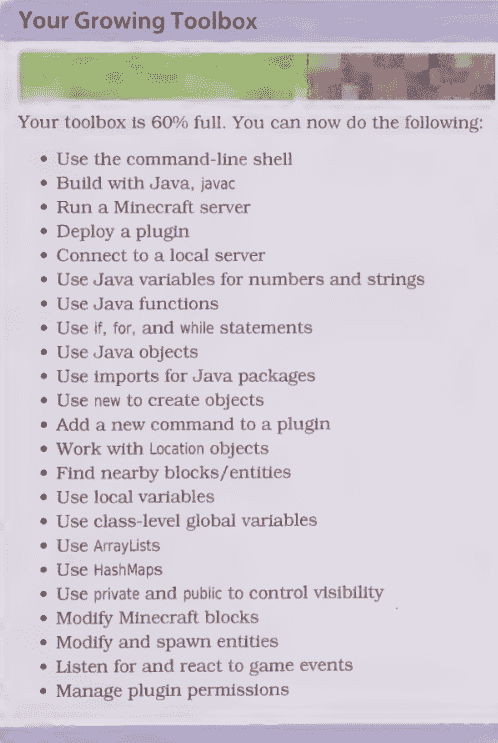 Your Growing Toolbox
Your toolbox is 60% full. You can now do the following:
• Use the command-line shell
• Build with Java, javac
• Run a Minecraft server
• Deploy a plugin
• Connect to a local server
• Use Java variables for numbers and strings
• Use Java functions
• Use if, for, and while statements
• Use Java objects
• Use imports for Java packages
• Use new to create objects
• Add a new command to a plugin
• Work with Location objects
• Find nearby blocks/entities
• Use local variables
• Use class-level global variables
• Use ArrayLists
• Use HashMaps
• Use private and public to control visibility
• Modify Minecraft blocks
• Modify and spawn entities
• Listen for and react to game events
• Manage plugin permissions